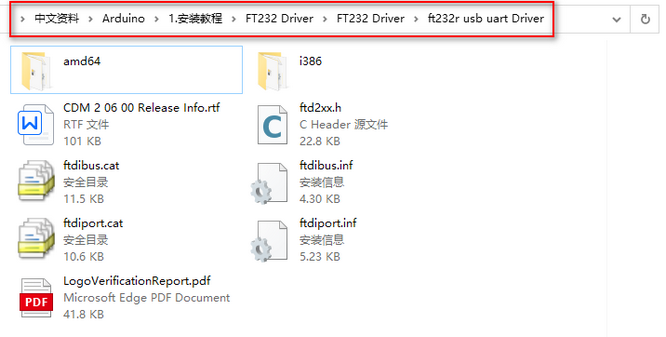 中文资料 > Arduino > 1.安装教程 > FT232 Driver > FT232 Driver > ft232r usb uart Driver
amd64
i386
CDM 2 06 00 Release Info.rtf
RTF 文件
101 KB
ftd2xx.h
C Header 源文件
22.8 KB
ftdibus.cat
安全目录
11.5 KB
ftdibus.inf
安装信息
4.30 KB
ftdiport.cat
安全目录
10.6 KB
ftdiport.inf
安装信息
5.23 KB
LogoVerificationReport.pdf
Microsoft Edge PDF Document
41.8 KB
W
C
PDF